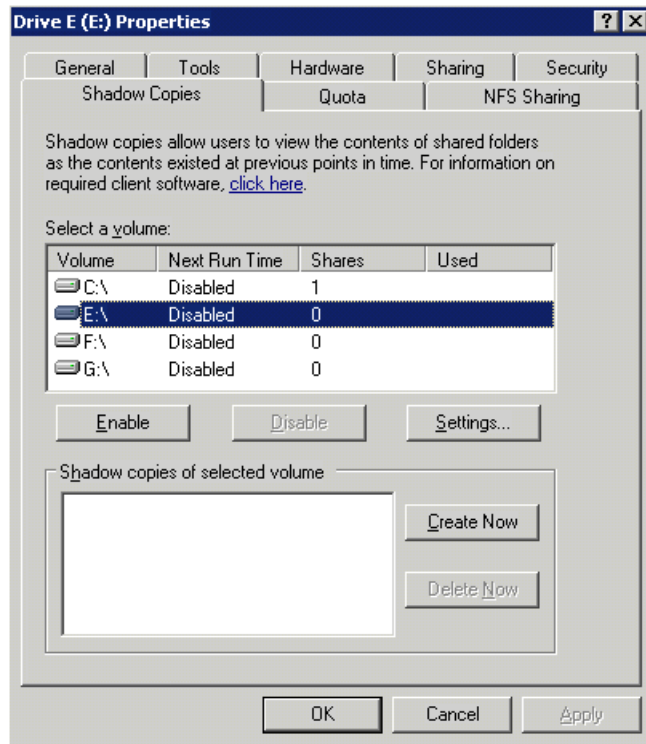 Drive E (E:) Properties
General Tools Hardware Sharing Security
Shadow Copies Quota NFS Sharing
Shadow copies allow users to view the contents of shared folders
as the contents existed at previous points in time. For information on
required client software, click here.
Select a volume:
Volume Next Run Time Shares Used
C:\ Disabled 1
E:\ Disabled 0
F:\ Disabled 0
G:\ Disabled 0
Enable Disable Settings...
Shadow copies of selected volume
Create Now
Delete Now
OK Cancel Apply